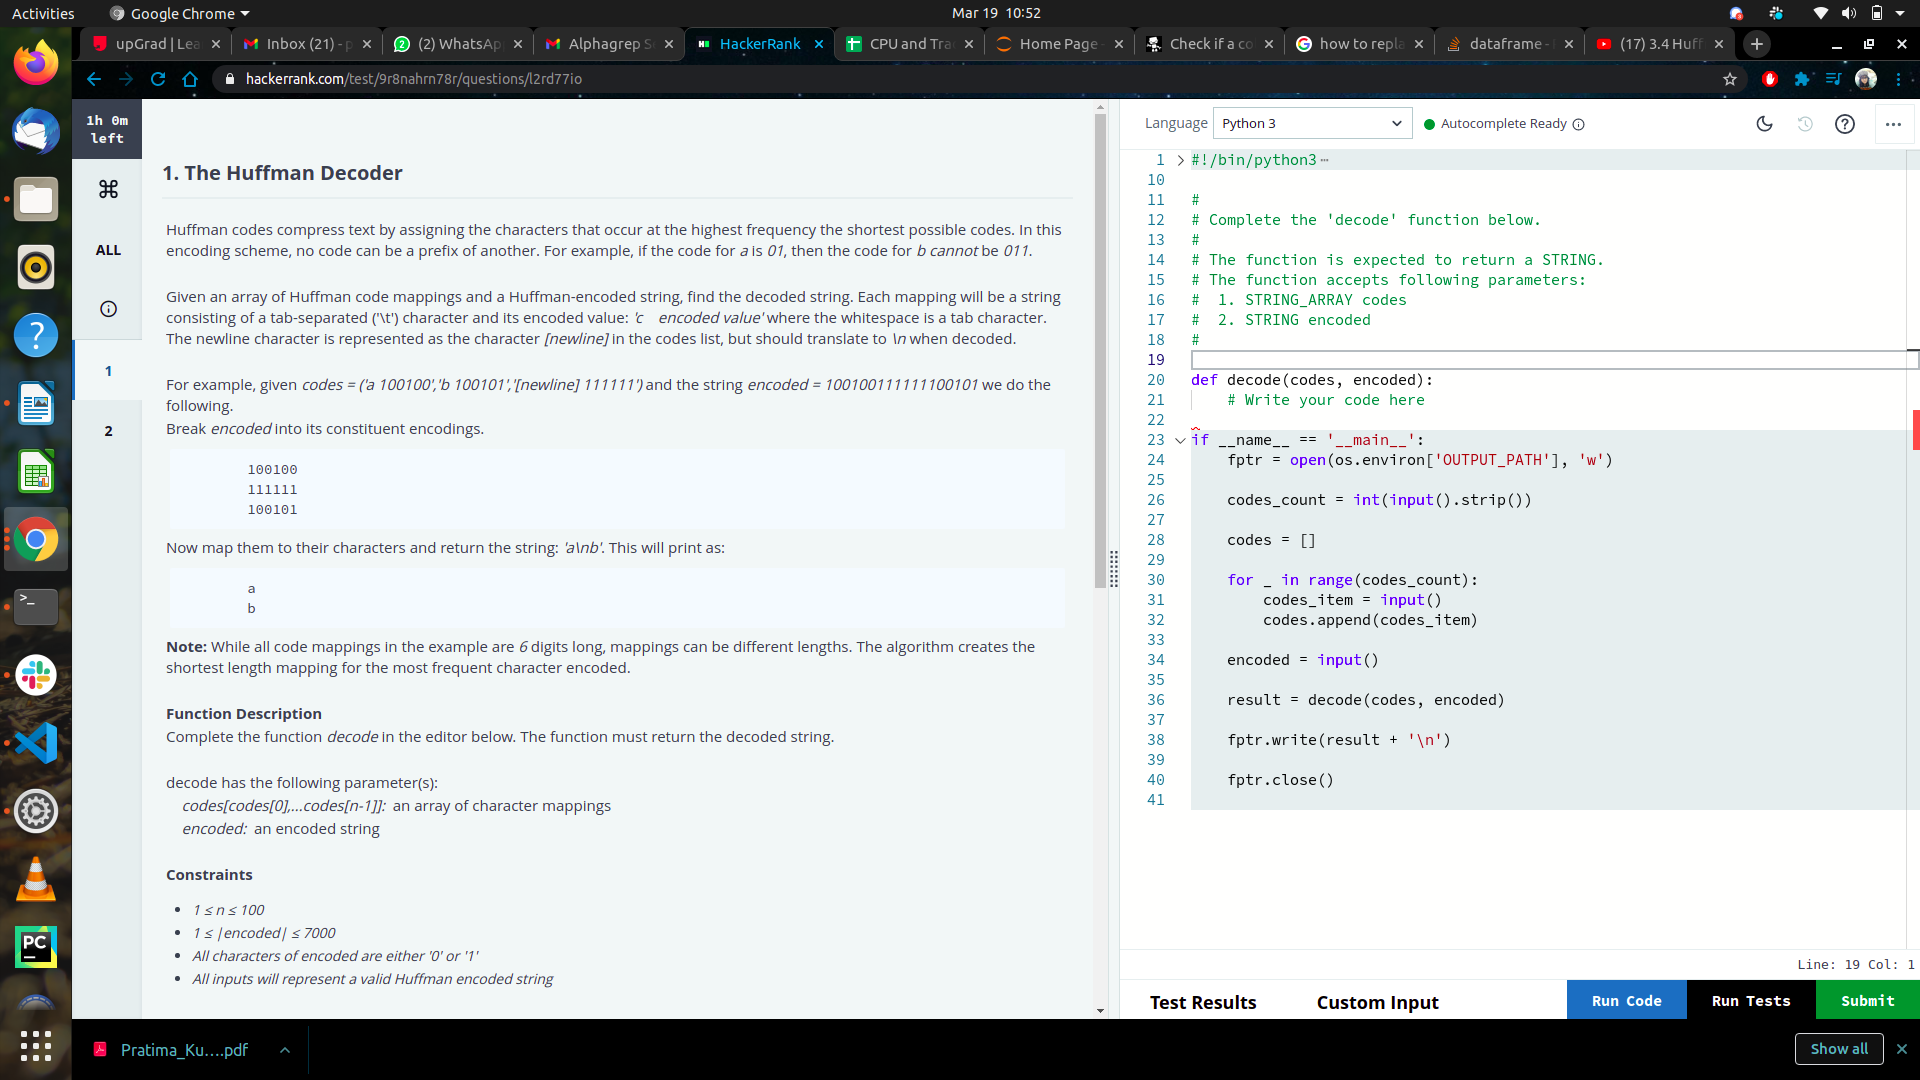 Activities
Google Chrome
Mar 19 10:52
upGrad | Lea
Inbox (21) - p
(2) WhatsAp
Alphagrep S
HackerRank
CPU and Tra
Home Page -
Check if a co
how to repla
dataframe -
(17) 3.4 Huff
hackerrank.com/test/9r8nahrn78r/questions/l2rd77io
1h 0m
left
ALL
1
2
1. The Huffman Decoder
Huffman codes compress text by assigning the characters that occur at the highest frequency the shortest possible codes. In this
encoding scheme, no code can be a prefix of another. For example, if the code for a is 01, then the code for b cannot be 011.
Given an array of Huffman code mappings and a Huffman-encoded string, find the decoded string. Each mapping will be a string
consisting of a tab-separated ('\t') character and its encoded value: 'c    encoded value' where the whitespace is a tab character.
The newline character is represented as the character [newline] in the codes list, but should translate to \n when decoded.
For example, given codes = ('a 100100','b 100101','[newline] 111111') and the string encoded = 100100111111100101 we do the
following.
Break encoded into its constituent encodings.
100100
111111
100101
Now map them to their characters and return the string: 'a\nb'. This will print as:
a
b
Note: While all code mappings in the example are 6 digits long, mappings can be different lengths. The algorithm creates the
shortest length mapping for the most frequent character encoded.
Function Description
Complete the function decode in the editor below. The function must return the decoded string.
decode has the following parameter(s):
codes[codes[0],...codes[n-1]]:  an array of character mappings
encoded:  an encoded string
Constraints
• 1 ≤ n ≤ 100
• 1 ≤ |encoded| ≤ 7000
• All characters of encoded are either '0' or '1'
• All inputs will represent a valid Huffman encoded string
Language
Python 3
Autocomplete Ready
1 #!/bin/python3
10
11 #
12 # Complete the 'decode' function below.
13 #
14 # The function is expected to return a STRING.
15 # The function accepts following parameters:
16 #  1. STRING_ARRAY codes
17 #  2. STRING encoded
18 #
19
20 def decode(codes, encoded):
21     # Write your code here
22
23 if __name__ == '__main__':
24     fptr = open(os.environ['OUTPUT_PATH'], 'w')
25
26     codes_count = int(input().strip())
27
28     codes = []
29
30     for _ in range(codes_count):
31         codes_item = input()
32         codes.append(codes_item)
33
34     encoded = input()
35
36     result = decode(codes, encoded)
37
38     fptr.write(result + '\n')
39
40     fptr.close()
41
Line: 19 Col: 1
Test Results
Custom Input
Run Code
Run Tests
Submit
Pratima_Ku....pdf
Show all
PC